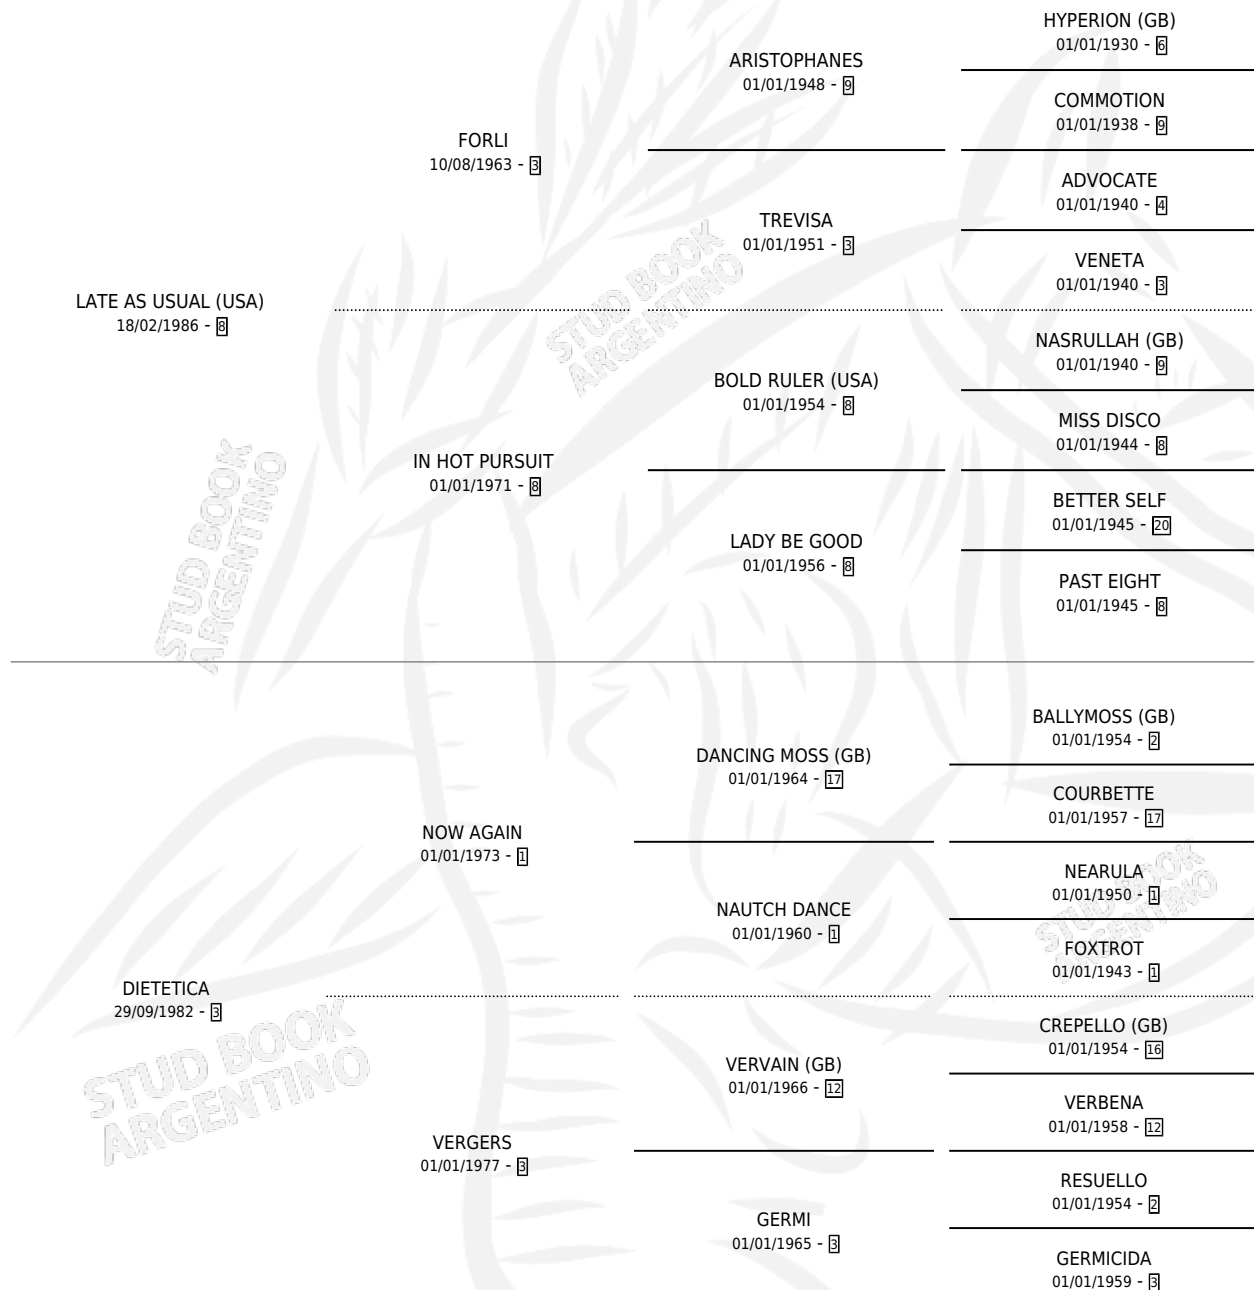 HYPERION (GB)
01/01/1930 - 6
ARISTOPHANES
01/01/1948 - 9
COMMOTION
01/01/1938 - 9
FORLI
10/08/1963 - 3
ADVOCATE
01/01/1940 - 4
TREVISA
01/01/1951 - 3
VENETA
01/01/1940 - 3
LATE AS USUAL (USA)
18/02/1986 - 8
NASRULLAH (GB)
01/01/1940 - 9
BOLD RULER (USA)
01/01/1954 - 8
MISS DISCO
01/01/1944 - 8
IN HOT PURSUIT
01/01/1971 - 8
BETTER SELF
01/01/1945 - 20
LADY BE GOOD
01/01/1956 - 8
PAST EIGHT
01/01/1945 - 8
BALLYMOSS (GB)
01/01/1954 - 2
DANCING MOSS (GB)
01/01/1964 - 17
COURBETTE
01/01/1957 - 17
NOW AGAIN
01/01/1973 - 1
NEARULA
01/01/1950 - 1
NAUTCH DANCE
01/01/1960 - 1
FOXTROT
01/01/1943 - 1
DIETETICA
29/09/1982 - 3
CREPELLO (GB)
01/01/1954 - 16
VERVAIN (GB)
01/01/1966 - 12
VERBENA
01/01/1958 - 12
VERGERS
01/01/1977 - 3
RESUELLO
01/01/1954 - 2
GERMI
01/01/1965 - 3
GERMICIDA
01/01/1959 - 3
STUD BOOK
ARGENTINO
STUD BOOK
ARGENTINO
STUD BOOK
ARGENTINO
STUD BOOK
ARGENTINO